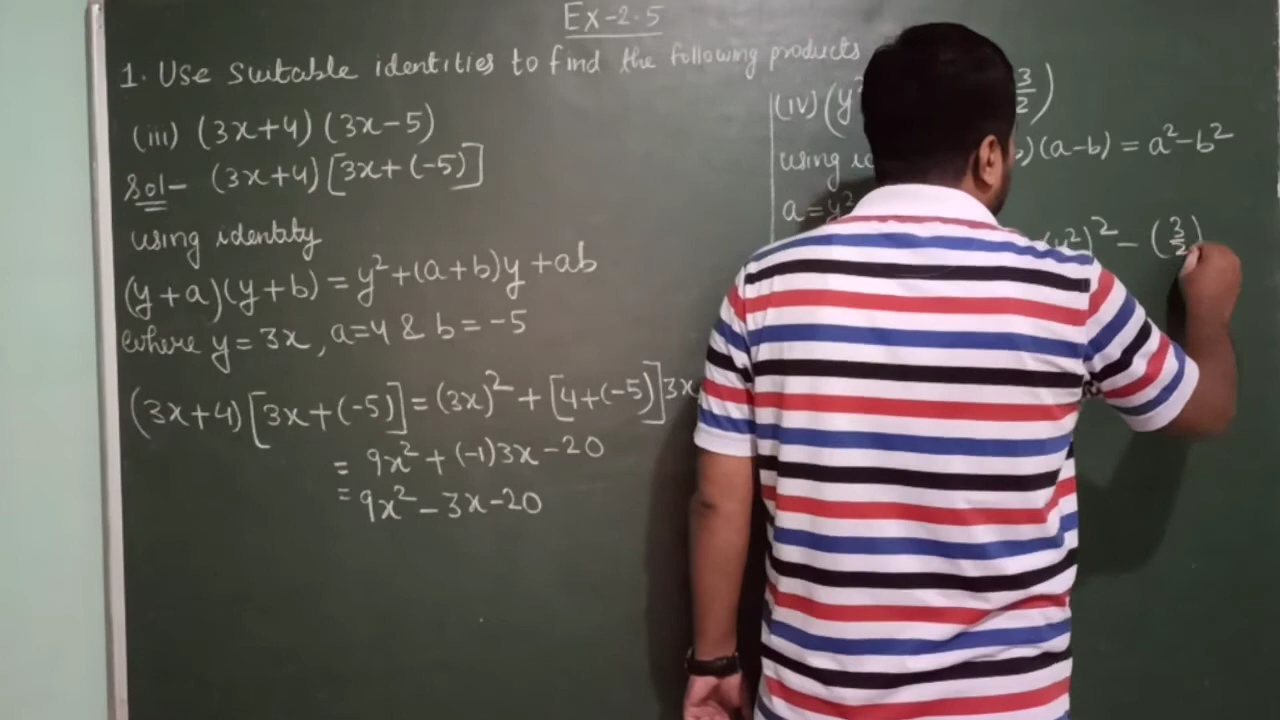 Ex-2.5
1. Use suitable identities to find the following products
(iii) (3x+4)(3x-5)
Sol- (3x+4)[3x+(-5)]
using identity
(y+a)(y+b) = y²+(a+b)y+ab
where y = 3x, a=4 & b = -5
(3x+4)[3x+(-5)] = (3x)² + [4+(-5)]3x
= 9x² + (-1)3x-20
= 9x² - 3x-20
(iv) (y² 3/2)
using )(a-b) = a²-b²
a = y²
(y²)² - (3/2)